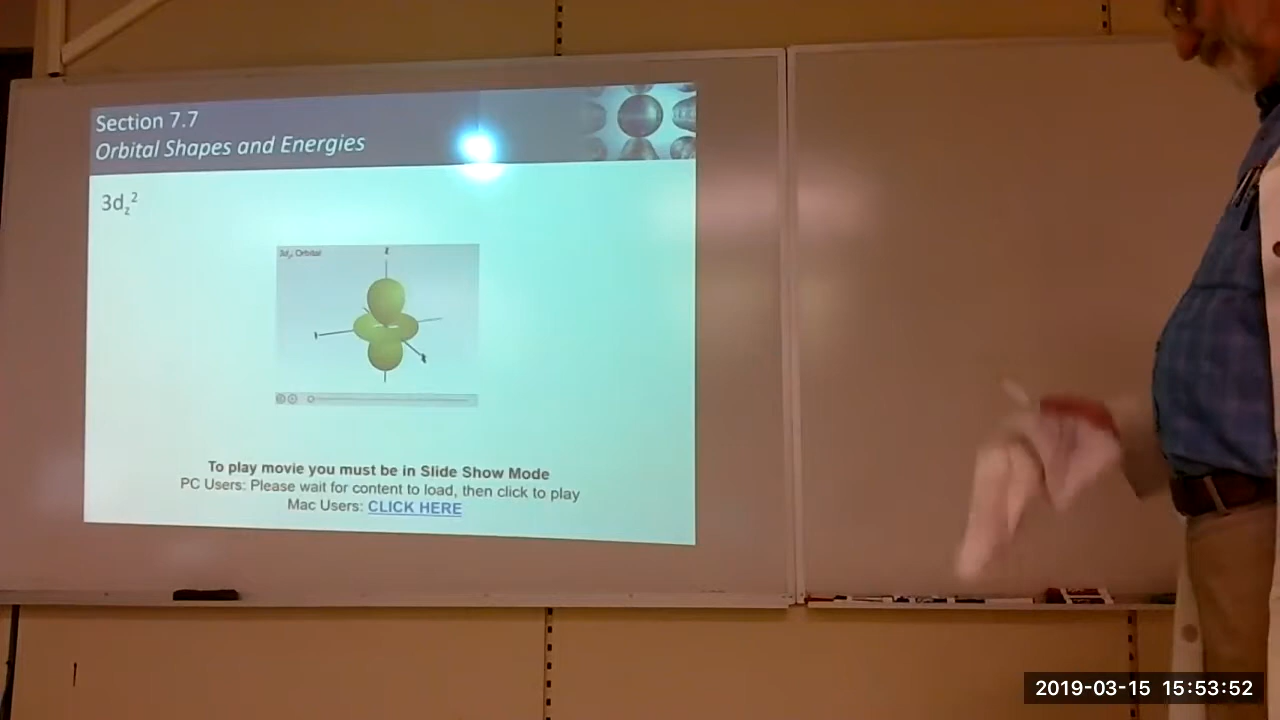 Section 7.7
Orbital Shapes and Energies
3dz2
Orbital
z
To play movie you must be in Slide Show Mode
PC Users: Please wait for content to load, then click to play
Mac Users: CLICK HERE
2019-03-15 15:53:52